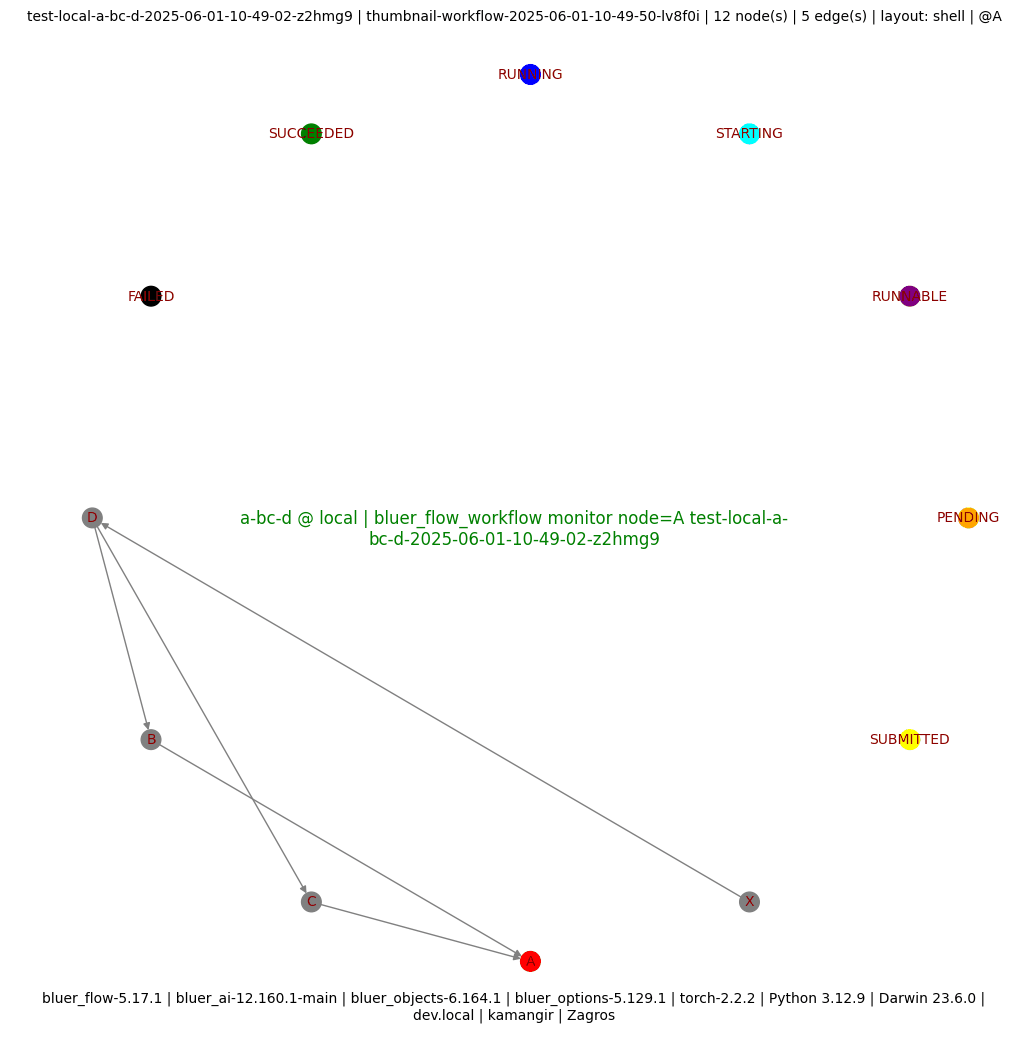 test-local-a-bc-d-2025-06-01-10-49-02-z2hmg9 | thumbnail-workflow-2025-06-01-10-49-50-lv8f0i | 12 node(s) | 5 edge(s) | layout: shell | @A
RUNNING
SUCCEEDED
STARTING
FAILED
RUNNABLE
D
a-bc-d @ local | bluer_flow_workflow monitor node=A test-local-a-
bc-d-2025-06-01-10-49-02-z2hmg9
PENDING
B
SUBMITTED
C
X
A
bluer_flow-5.17.1 | bluer_ai-12.160.1-main | bluer_objects-6.164.1 | bluer_options-5.129.1 | torch-2.2.2 | Python 3.12.9 | Darwin 23.6.0 |
dev.local | kamangir | Zagros